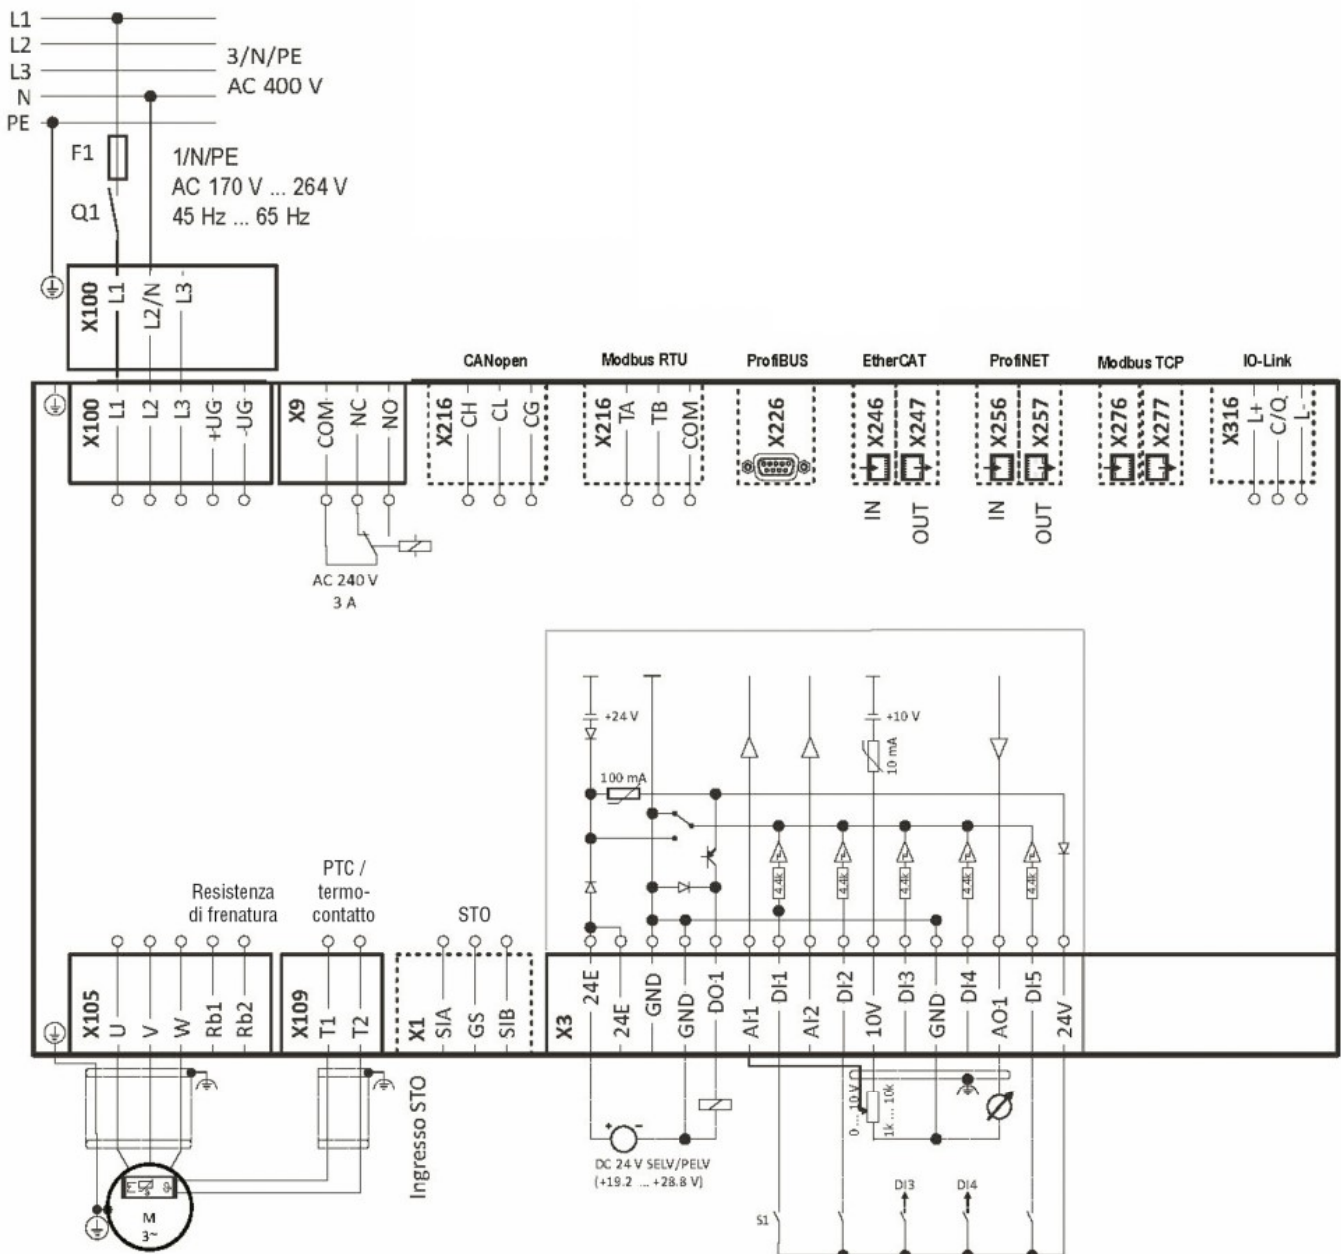 L1
L2
L3
N
PE
3/N/PE
AC 400 V
F1
Q1
1/N/PE
AC 170 V ... 264 V
45 Hz ... 65 Hz
X100
L1
L2/N
L3
CANopen
Modbus RTU
ProfiBUS
EtherCAT
ProfiNET
Modbus TCP
IO-Link
X100
L1
L2
L3
+UG
-UG
X9
COM
NC
NO
X216
CH
CL
CG
X216
TA
TB
COM
X226
X246
X247
X256
X257
X276
X277
X316
L+
C/Q
L-
IN
OUT
IN
OUT
AC 240 V
3 A
+24 V
+10 V
10 mA
100 mA
4.4k
4.4k
4.4k
4.4k
4.4k
Resistenza
di frenatura
PTC /
termo-
contatto
STO
X105
U
V
W
Rb1
Rb2
X109
T1
T2
X1
SIA
GS
SIB
X3
24E
24E
GND
GND
DO1
AI1
DI1
AI2
DI2
10V
DI3
GND
DI4
AO1
DI5
24V
Ingresso STO
0 ... 10 V
1k ... 10k
+
-
DC 24 V SELV/PELV
(+19.2 ... +28.8 V)
S1
DI3
DI4
M
3~